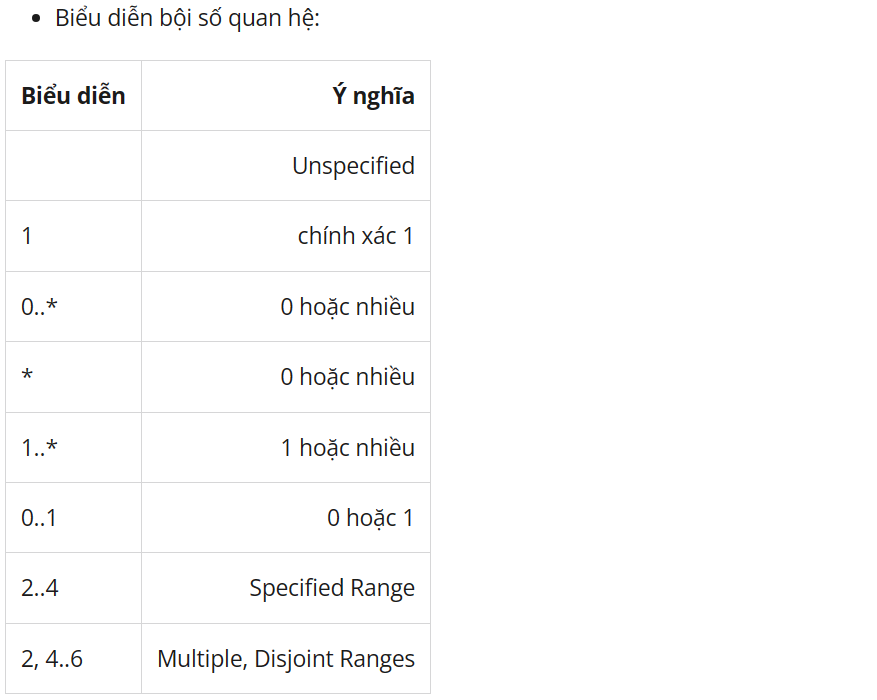 • Biểu diễn bội số quan hệ:
Biểu diễn Ý nghĩa
Unspecified
1 chính xác 1
0..* 0 hoặc nhiều
* 0 hoặc nhiều
1..* 1 hoặc nhiều
0..1 0 hoặc 1
2..4 Specified Range
2, 4..6 Multiple, Disjoint Ranges